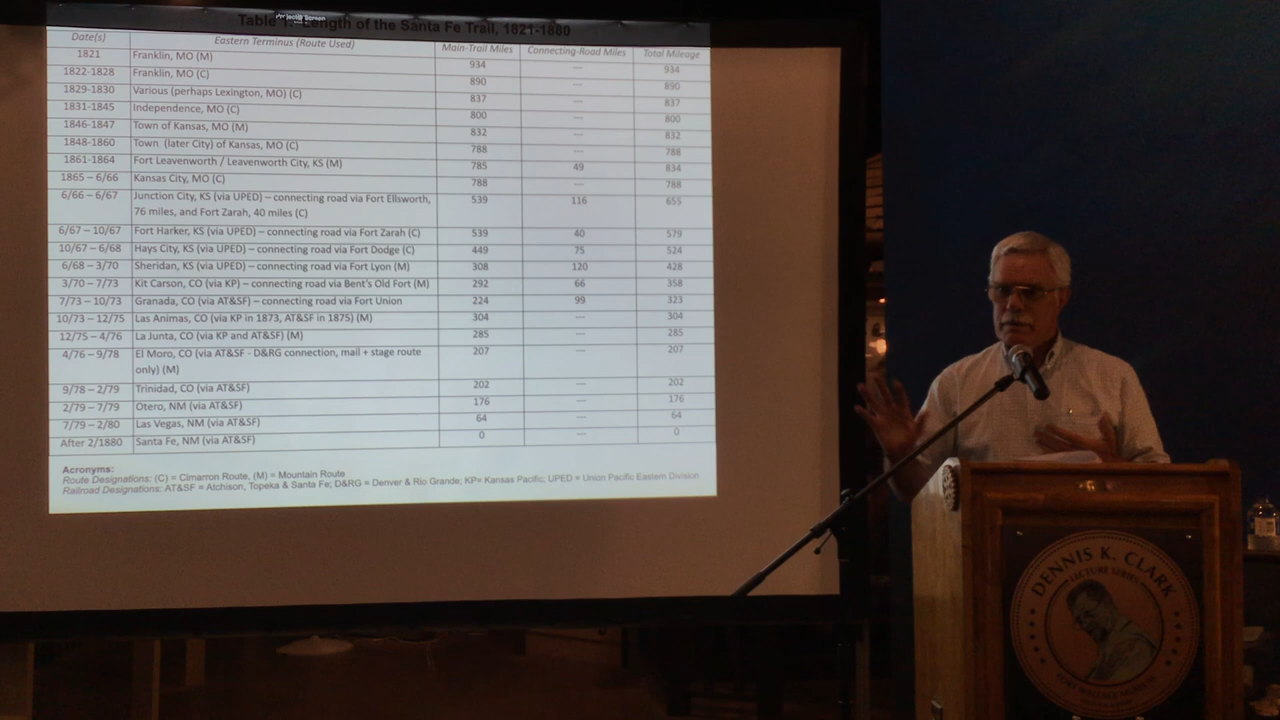 Projector Screen
Table 1. Length of the Santa Fe Trail, 1821-1880
Date(s) Eastern Terminus (Route Used) Main-Trail Miles Connecting-Road Miles Total Mileage
1821 Franklin, MO (M) 934 --- 934
1822-1828 Franklin, MO (C) 890 --- 890
1829-1830 Various (perhaps Lexington, MO) (C) 837 --- 837
1831-1845 Independence, MO (C) 800 --- 800
1846-1847 Town of Kansas, MO (M) 832 --- 832
1848-1860 Town (later City) of Kansas, MO (C) 788 --- 788
1861-1864 Fort Leavenworth / Leavenworth City, KS (M) 785 49 834
1865 – 6/66 Kansas City, MO (C) 788 --- 788
6/66 – 6/67 Junction City, KS (via UPED) – connecting road via Fort Ellsworth, 539 116 655
76 miles, and Fort Zarah, 40 miles (C)
6/67 – 10/67 Fort Harker, KS (via UPED) – connecting road via Fort Zarah (C) 539 40 579
10/67 – 6/68 Hays City, KS (via UPED) – connecting road via Fort Dodge (C) 449 75 524
6/68 – 3/70 Sheridan, KS (via UPED) – connecting road via Fort Lyon (M) 308 120 428
3/70 – 7/73 Kit Carson, CO (via KP) – connecting road via Bent's Old Fort (M) 292 66 358
7/73 – 10/73 Granada, CO (via AT&SF) – connecting road via Fort Union 224 99 323
10/73 – 12/75 Las Animas, CO (via KP in 1873, AT&SF in 1875) (M) 304 --- 304
12/75 – 4/76 La Junta, CO (via KP and AT&SF) (M) 285 --- 285
4/76 – 9/78 El Moro, CO (via AT&SF - D&RG connection, mail + stage route 207 --- 207
only) (M)
9/78 – 2/79 Trinidad, CO (via AT&SF) 202 --- 202
2/79 – 7/79 Otero, NM (via AT&SF) 176 --- 176
7/79 – 2/80 Las Vegas, NM (via AT&SF) 64 --- 64
After 2/1880 Santa Fe, NM (via AT&SF) 0 --- 0
Acronyms:
Route Designations: (C) = Cimarron Route, (M) = Mountain Route
Railroad Designations: AT&SF = Atchison, Topeka & Santa Fe; D&RG = Denver & Rio Grande; KP= Kansas Pacific; UPED = Union Pacific Eastern Division
DENNIS K. CLARK
LECTURE SERIES
FORT WALLACE MUSEUM